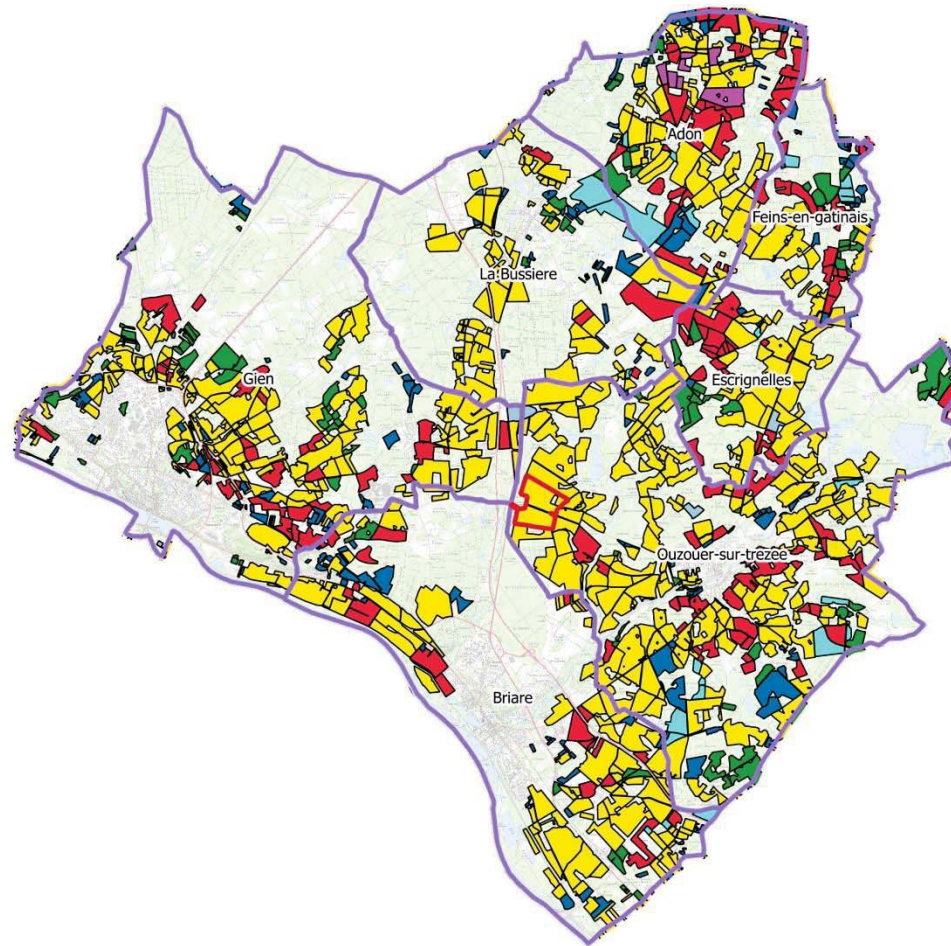 Adon
Feins-en-gatinais
La Bussiere
Gien
Escrignelles
Ouzouer-sur-trezee
Briare